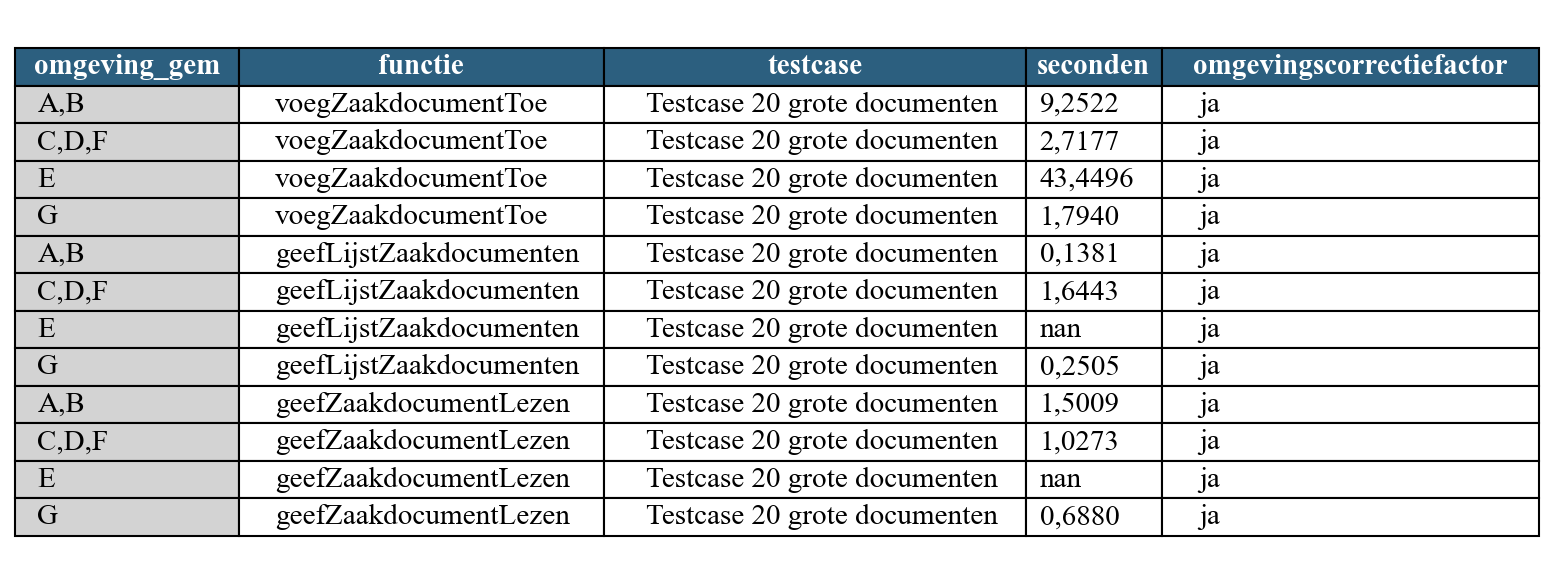 omgeving_gem functie testcase seconden omgevingscorrectiefactor
A,B voegZaakdocumentToe Testcase 20 grote documenten 9,2522 ja
C,D,F voegZaakdocumentToe Testcase 20 grote documenten 2,7177 ja
E voegZaakdocumentToe Testcase 20 grote documenten 43,4496 ja
G voegZaakdocumentToe Testcase 20 grote documenten 1,7940 ja
A,B geefLijstZaakdocumenten Testcase 20 grote documenten 0,1381 ja
C,D,F geefLijstZaakdocumenten Testcase 20 grote documenten 1,6443 ja
E geefLijstZaakdocumenten Testcase 20 grote documenten nan ja
G geefLijstZaakdocumenten Testcase 20 grote documenten 0,2505 ja
A,B geefZaakdocumentLezen Testcase 20 grote documenten 1,5009 ja
C,D,F geefZaakdocumentLezen Testcase 20 grote documenten 1,0273 ja
E geefZaakdocumentLezen Testcase 20 grote documenten nan ja
G geefZaakdocumentLezen Testcase 20 grote documenten 0,6880 ja